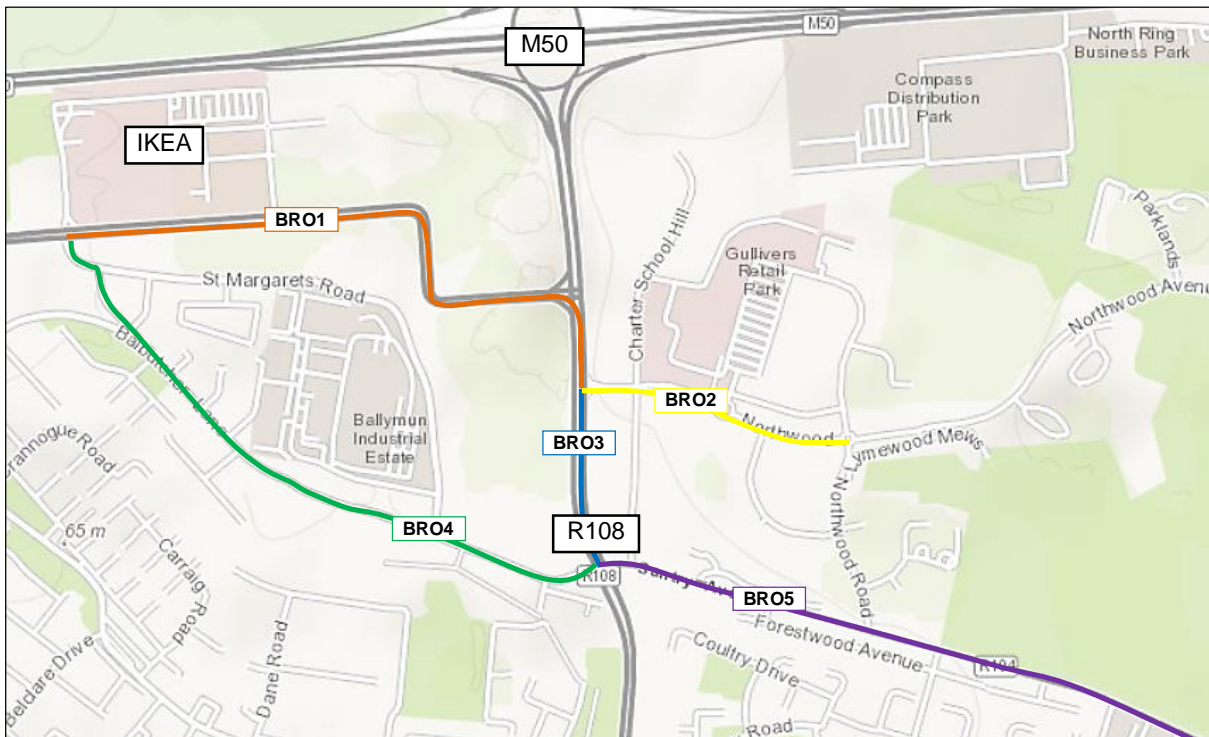 M50
M50
North Ring
Business Park
Compass
Distribution
Park
IKEA
Parklands
BRO1
Charter School Hill
Gullivers
Retail
Park
St Margarets Road
Northwood Avenue
Balbutcher Lane
BRO2
Northwood
Ballymun
Industrial
Estate
BRO3
Lymewood Mews
Northwood Road
65 m
BRO4
R108
R108
Carraig
Road
Dane Road
Beldare Drive
BRO5
Forestwood Avenue
Coultry Drive
R104
Road